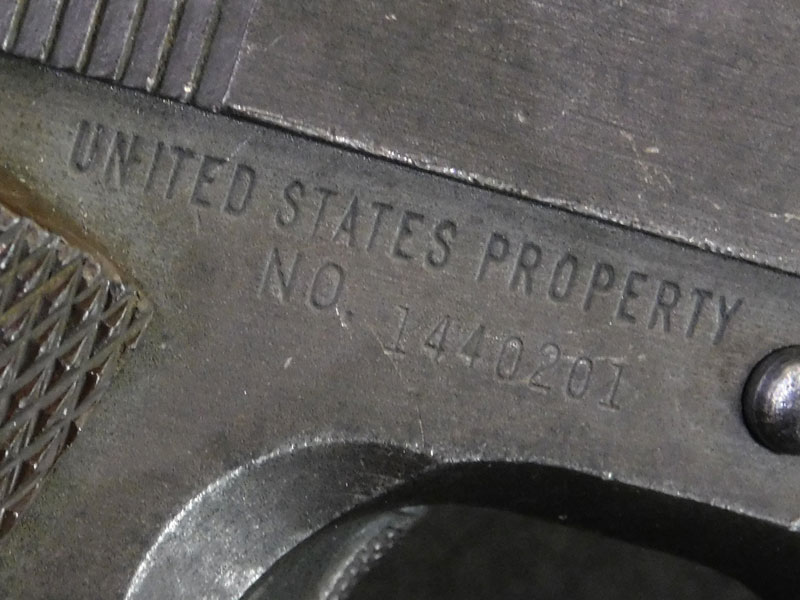 UNITED STATES PROPERTY
NO. 1440201